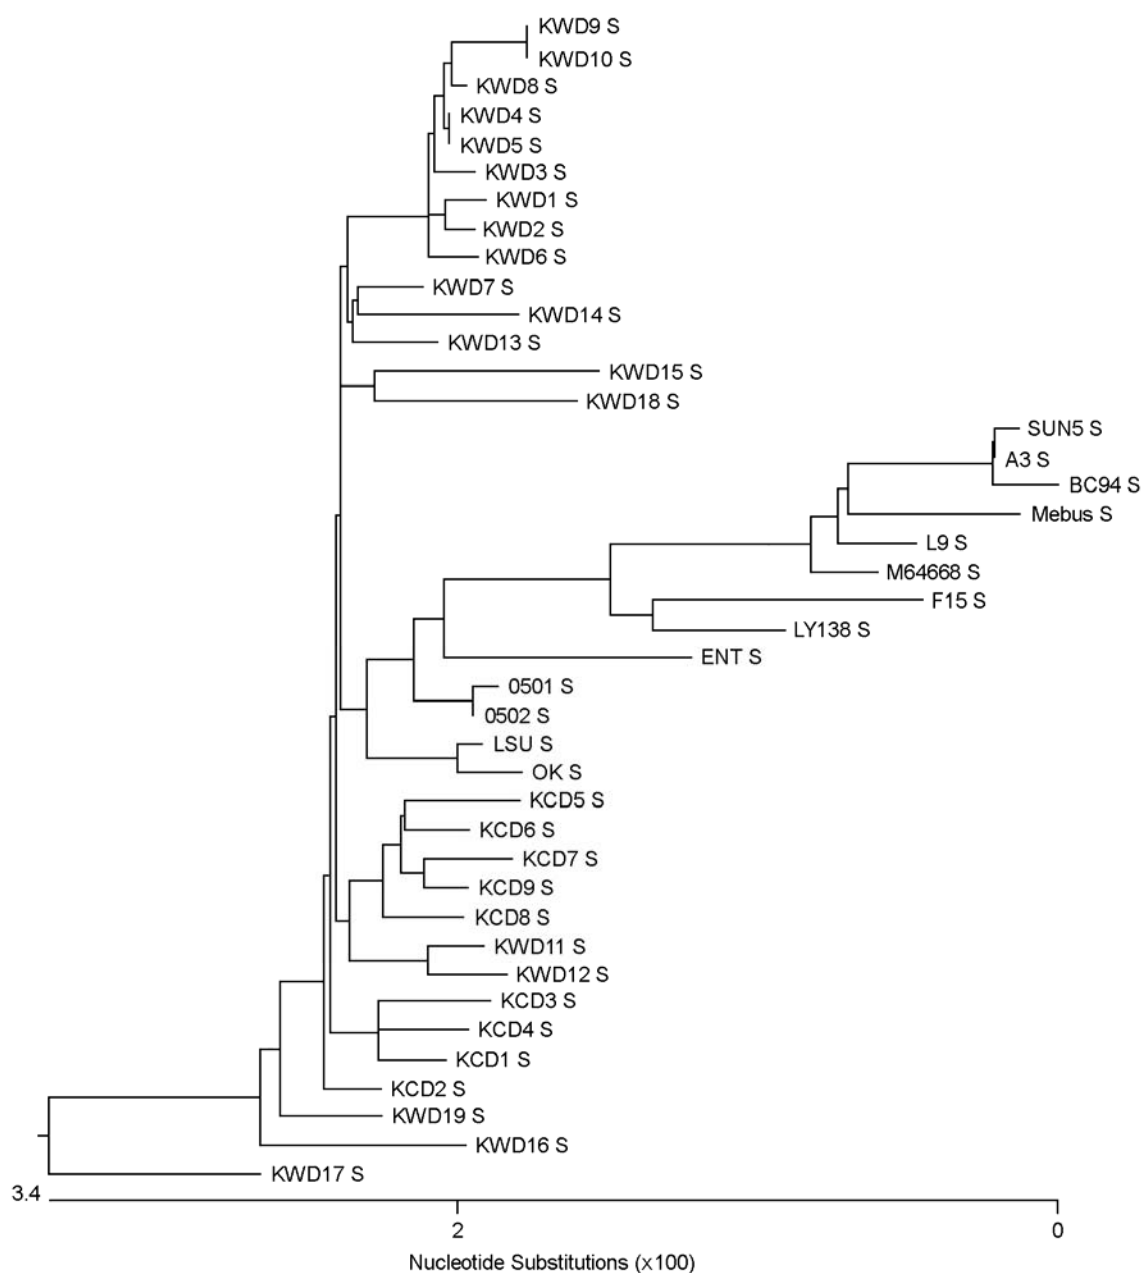 KWD9 S
KWD10 S
KWD8 S
KWD4 S
KWD5 S
KWD3 S
KWD1 S
KWD2 S
KWD6 S
KWD7 S
KWD14 S
KWD13 S
KWD15 S
KWD18 S
SUN5 S
A3 S
BC94 S
Mebus S
L9 S
M64668 S
F15 S
LY138 S
ENT S
0501 S
0502 S
LSU S
OK S
KCD5 S
KCD6 S
KCD7 S
KCD9 S
KCD8 S
KWD11 S
KWD12 S
KCD3 S
KCD4 S
KCD1 S
KCD2 S
KWD19 S
KWD16 S
KWD17 S
3.4
2 0
Nucleotide Substitutions (×100)